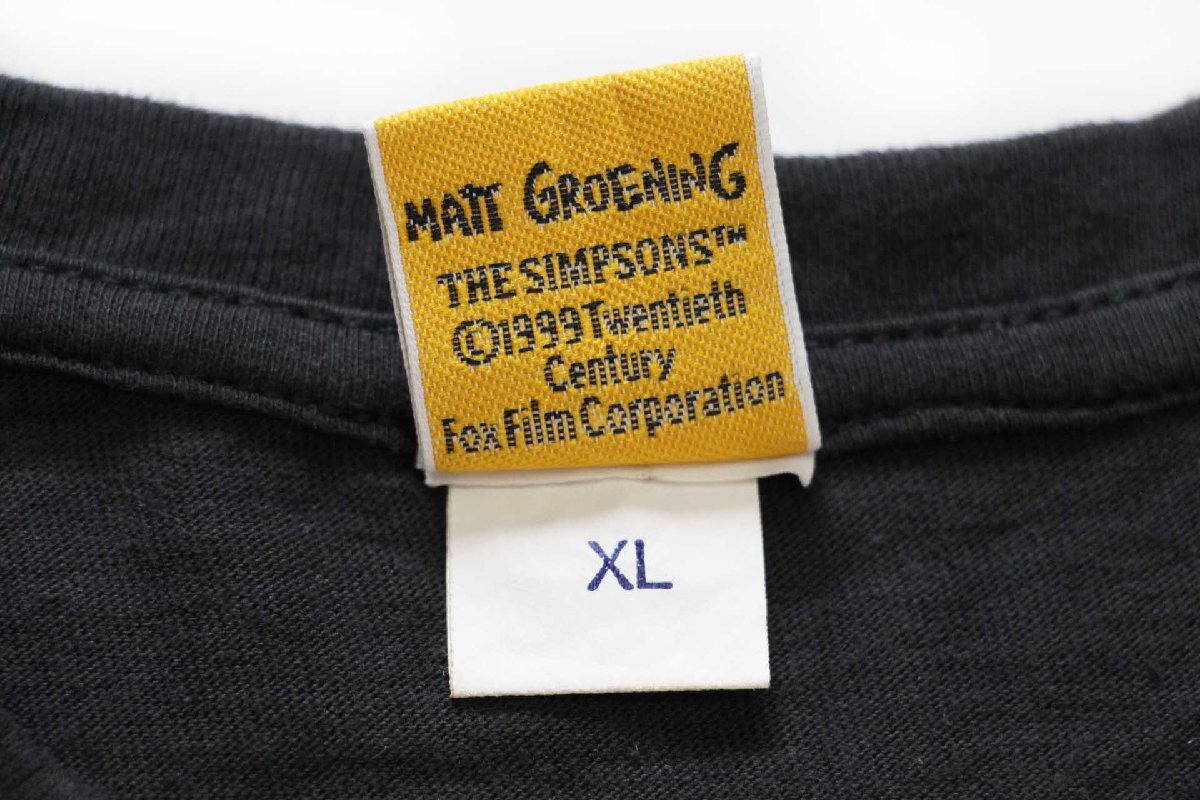 MATT GROENING
THE SIMPSONS™
©1999 Twentieth
Century
Fox Film Corporation
XL